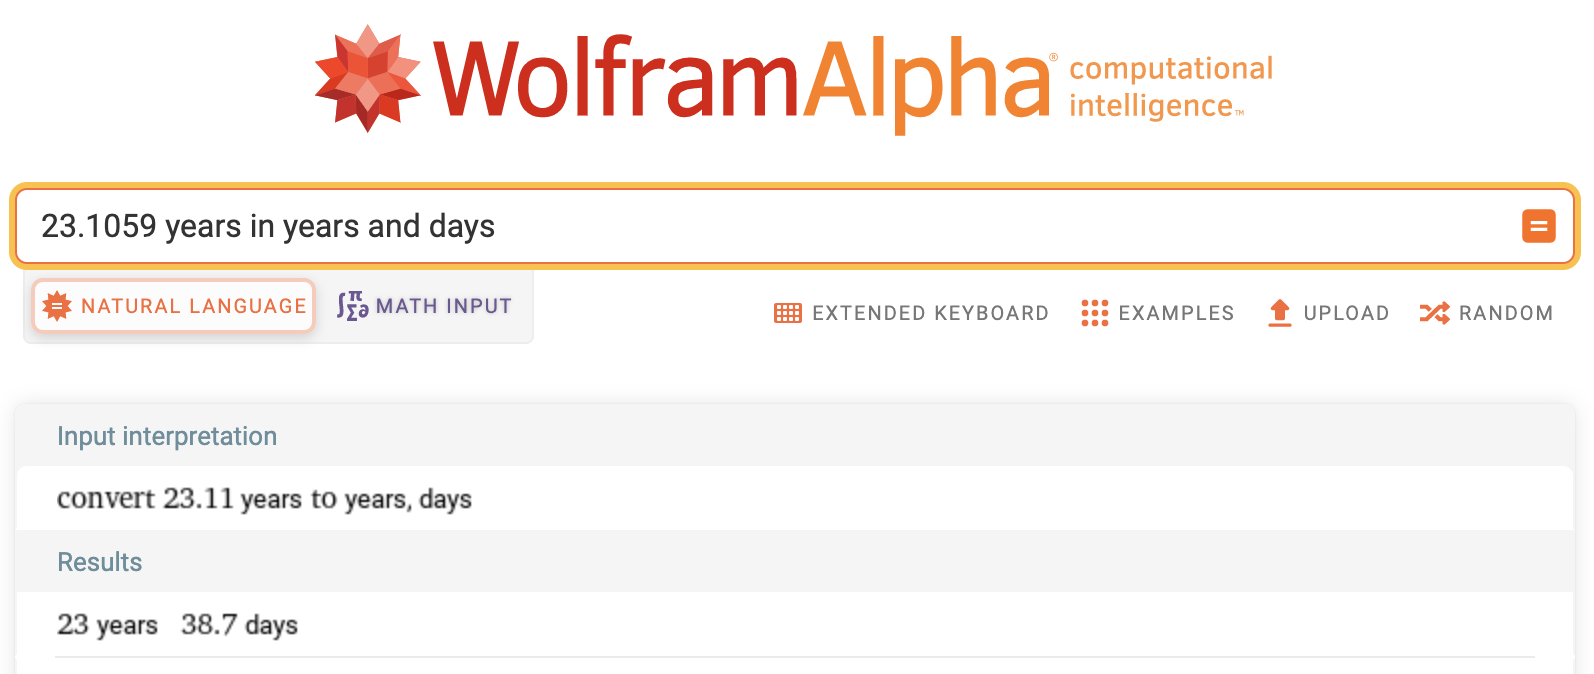 WolframAlpha® computational
intelligence™
23.1059 years in years and days
=
NATURAL LANGUAGE ∫π Σ∂ MATH INPUT EXTENDED KEYBOARD EXAMPLES UPLOAD RANDOM
Input interpretation
convert 23.11 years to years, days
Results
23 years 38.7 days